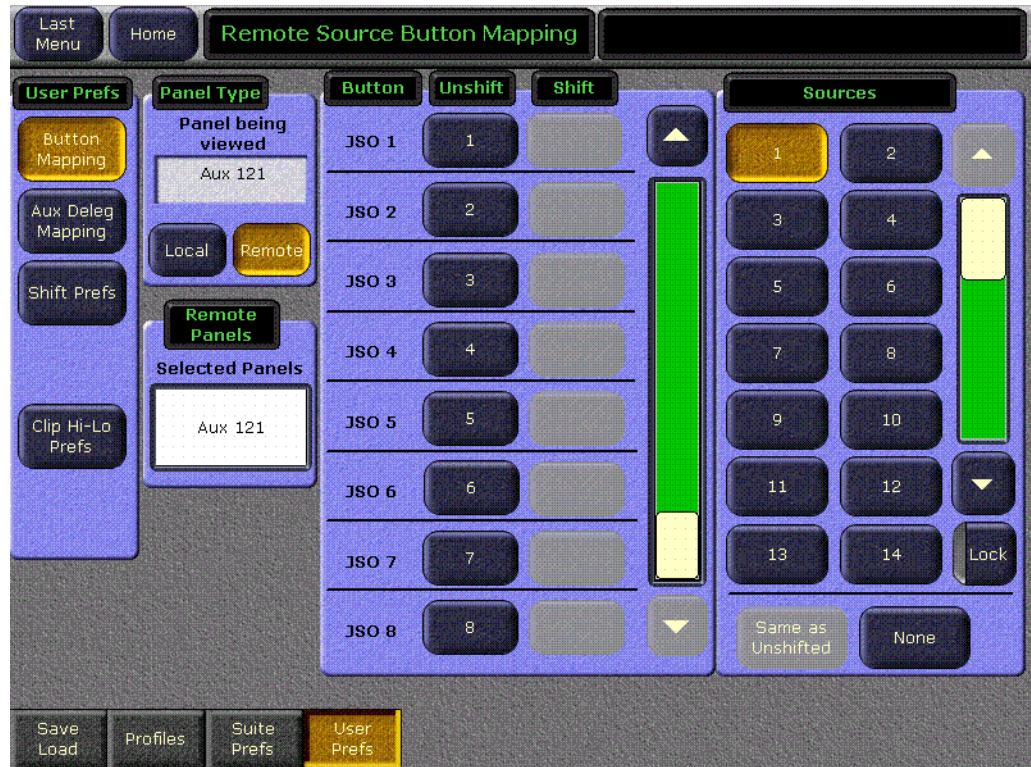 Last
Menu
Home
Remote Source Button Mapping
User Prefs
Button
Mapping
Aux Deleg
Mapping
Shift Prefs
Clip Hi-Lo
Prefs
Panel Type
Panel being
viewed
Aux 121
Local
Remote
Remote
Panels
Selected Panels
Aux 121
Button Unshift Shift
JSO 1 1
JSO 2 2
JSO 3 3
JSO 4 4
JSO 5 5
JSO 6 6
JSO 7 7
JSO 8 8
Sources
1 2
3 4
5 6
7 8
9 10
11 12
13 14
Lock
Same as
Unshifted
None
Save
Load
Profiles
Suite
Prefs
User
Prefs